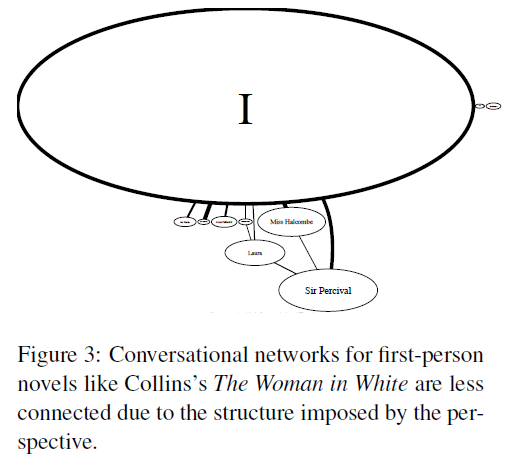 I
Miss Halcombe
Laura
Sir Percival
Figure 3: Conversational networks for first-person
novels like Collins's The Woman in White are less
connected due to the structure imposed by the per-
spective.